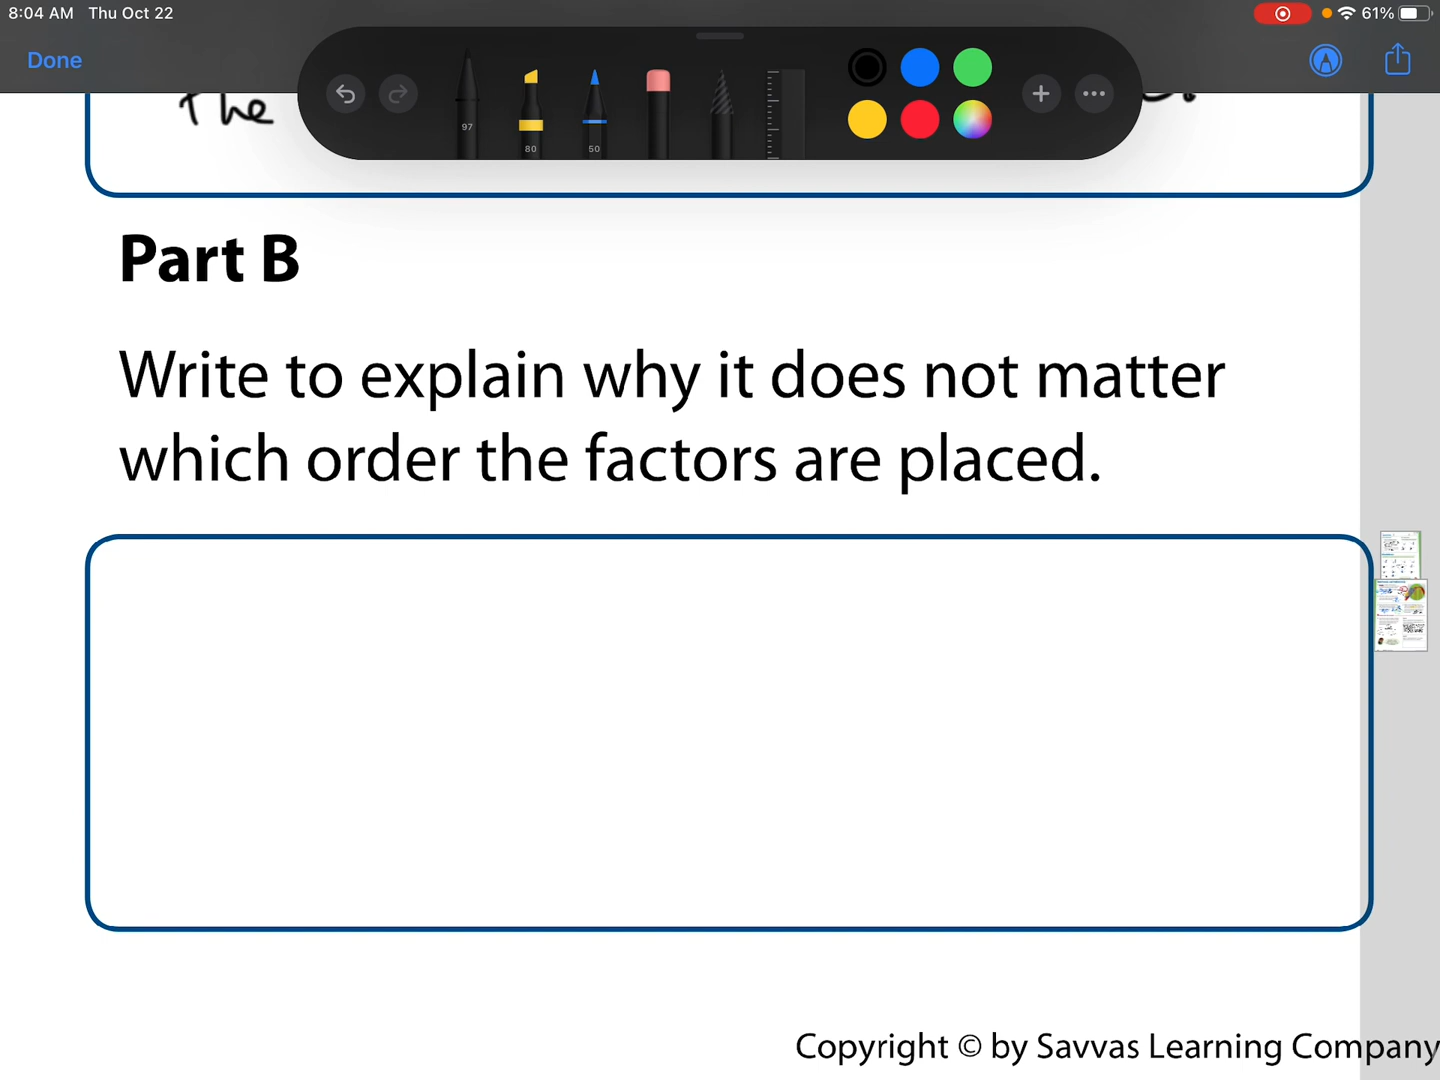 8:04 AM Thu Oct 22
61%
Done
97
80
50
The
Part B
Write to explain why it does not matter
which order the factors are placed.
Copyright © by Savvas Learning Company